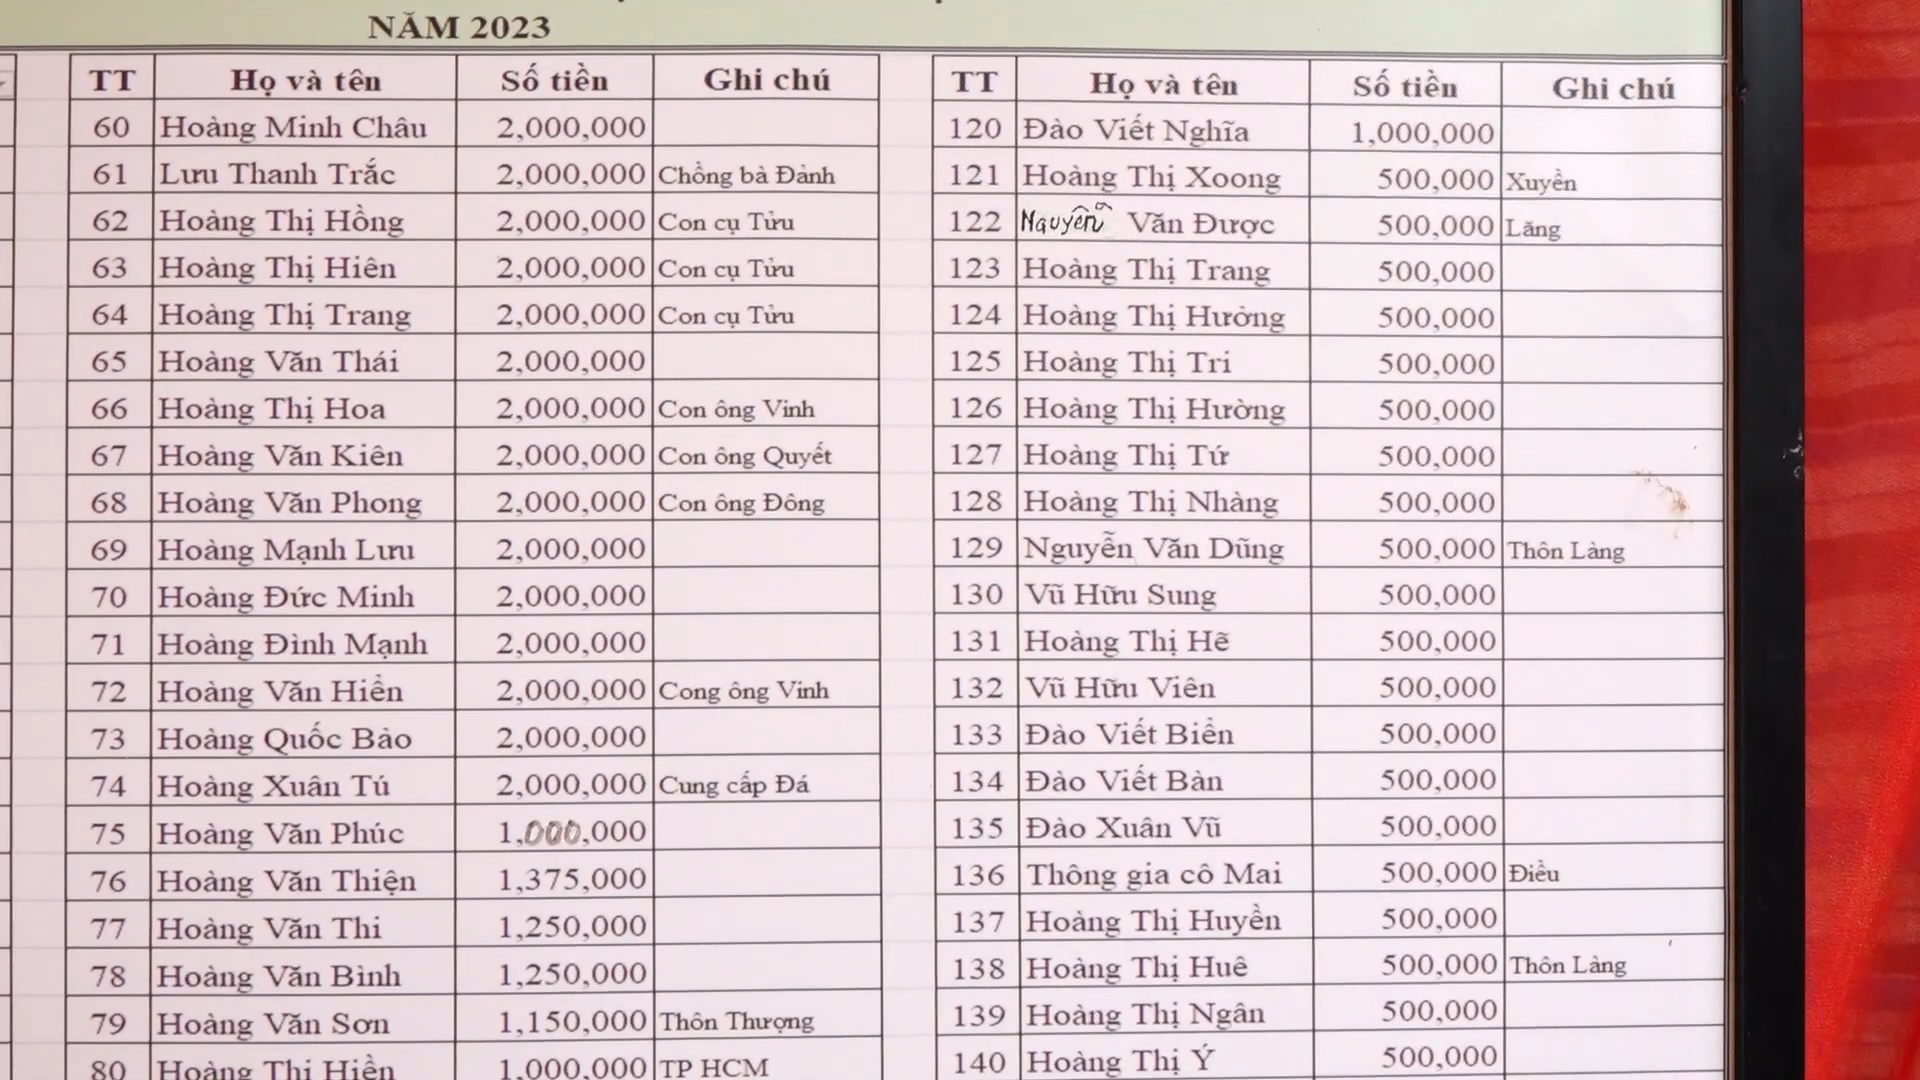 NĂM 2023
TT Họ và tên Số tiền Ghi chú
60 Hoàng Minh Châu 2,000,000
61 Lưu Thanh Trắc 2,000,000 Chồng bà Đảnh
62 Hoàng Thị Hồng 2,000,000 Con cụ Tửu
63 Hoàng Thị Hiên 2,000,000 Con cụ Tửu
64 Hoàng Thị Trang 2,000,000 Con cụ Tửu
65 Hoàng Văn Thái 2,000,000
66 Hoàng Thị Hoa 2,000,000 Con ông Vinh
67 Hoàng Văn Kiên 2,000,000 Con ông Quyết
68 Hoàng Văn Phong 2,000,000 Con ông Đông
69 Hoàng Mạnh Lưu 2,000,000
70 Hoàng Đức Minh 2,000,000
71 Hoàng Đình Mạnh 2,000,000
72 Hoàng Văn Hiển 2,000,000 Cong ông Vinh
73 Hoàng Quốc Bảo 2,000,000
74 Hoàng Xuân Tú 2,000,000 Cung cấp Đá
75 Hoàng Văn Phúc 1,000,000
76 Hoàng Văn Thiện 1,375,000
77 Hoàng Văn Thi 1,250,000
78 Hoàng Văn Bình 1,250,000
79 Hoàng Văn Sơn 1,150,000 Thôn Thượng
80 Hoàng Thị Hiền 1,000,000 TP HCM
TT Họ và tên Số tiền Ghi chú
120 Đào Viết Nghĩa 1,000,000
121 Hoàng Thị Xoong 500,000 Xuyền
122 Nguyễn Văn Được 500,000 Lăng
123 Hoàng Thị Trang 500,000
124 Hoàng Thị Hường 500,000
125 Hoàng Thị Tri 500,000
126 Hoàng Thị Hường 500,000
127 Hoàng Thị Tứ 500,000
128 Hoàng Thị Nhàng 500,000
129 Nguyễn Văn Dũng 500,000 Thôn Làng
130 Vũ Hữu Sung 500,000
131 Hoàng Thị Hẽ 500,000
132 Vũ Hữu Viên 500,000
133 Đào Viết Biển 500,000
134 Đào Viết Bàn 500,000
135 Đào Xuân Vũ 500,000
136 Thông gia cô Mai 500,000 Điều
137 Hoàng Thị Huyền 500,000
138 Hoàng Thị Huê 500,000 Thôn Làng
139 Hoàng Thị Ngân 500,000
140 Hoàng Thị Ý 500,000